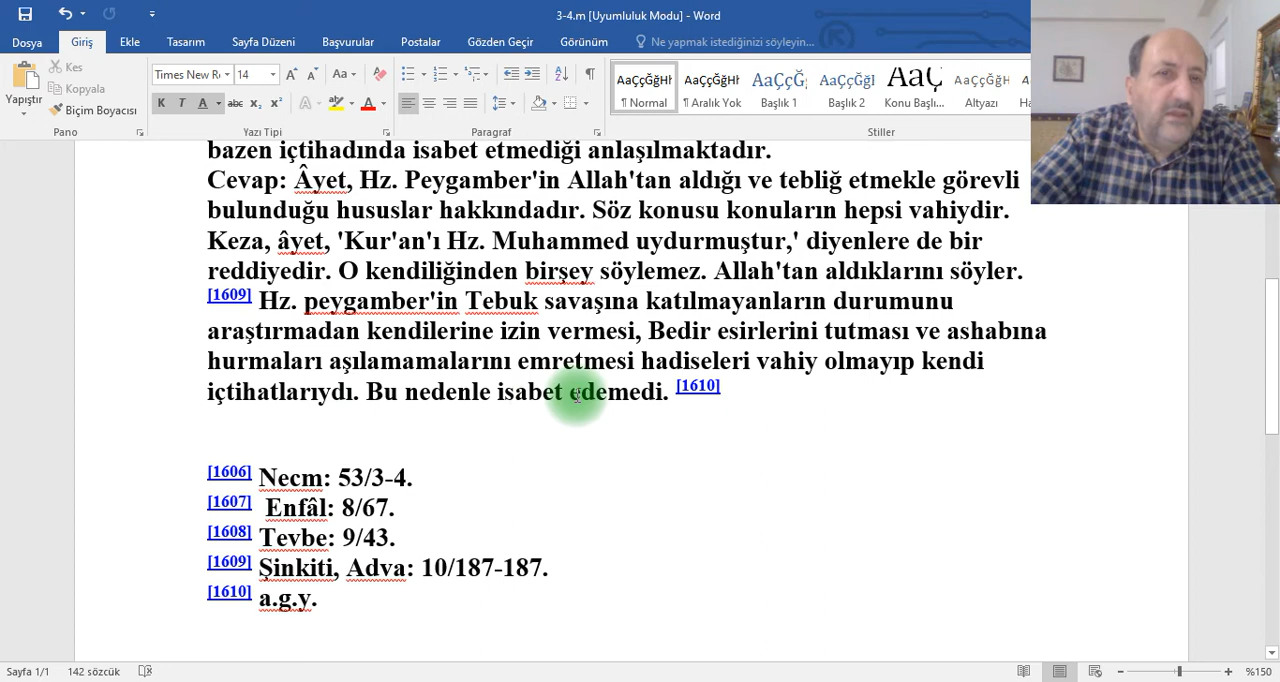 3-4.m [Uyumluluk Modu] - Word
Dosya Giriş Ekle Tasarım Sayfa Düzeni Başvurular Postalar Gözden Geçir Görünüm Ne yapmak istediğinizi söyleyin...
Yapıştır
Kes
Kopyala
Biçim Boyacısı
Times New Ro 14
AaÇçĞğHł AaÇçĞğHł AaÇçĞğ AaÇçĞğI AaÇ AaÇçĞğH
¶ Normal ¶ Aralık Yok Başlık 1 Başlık 2 Konu Başlı... Altyazı
Pano Yazı Tipi Paragraf Stiller
bazen içtihadında isabet etmediği anlaşılmaktadır.
Cevap: Âyet, Hz. Peygamber'in Allah'tan aldığı ve tebliğ etmekle görevli
bulunduğu hususlar hakkındadır. Söz konusu konuların hepsi vahiydir.
Keza, âyet, 'Kur'an'ı Hz. Muhammed uydurmuştur,' diyenlere de bir
reddiyedir. O kendiliğinden birşey söylemez. Allah'tan aldıklarını söyler.
[1609] Hz. peygamber'in Tebuk savaşına katılmayanların durumunu
araştırmadan kendilerine izin vermesi, Bedir esirlerini tutması ve ashabına
hurmaları aşılamamalarını emretmesi hadiseleri vahiy olmayıp kendi
içtihatlarıydı. Bu nedenle isabet edemedi. [1610]
[1606] Necm: 53/3-4.
[1607] Enfâl: 8/67.
[1608] Tevbe: 9/43.
[1609] Şinkiti, Adva: 10/187-187.
[1610] a.g.y.
Sayfa 1/1 142 sözcük %150